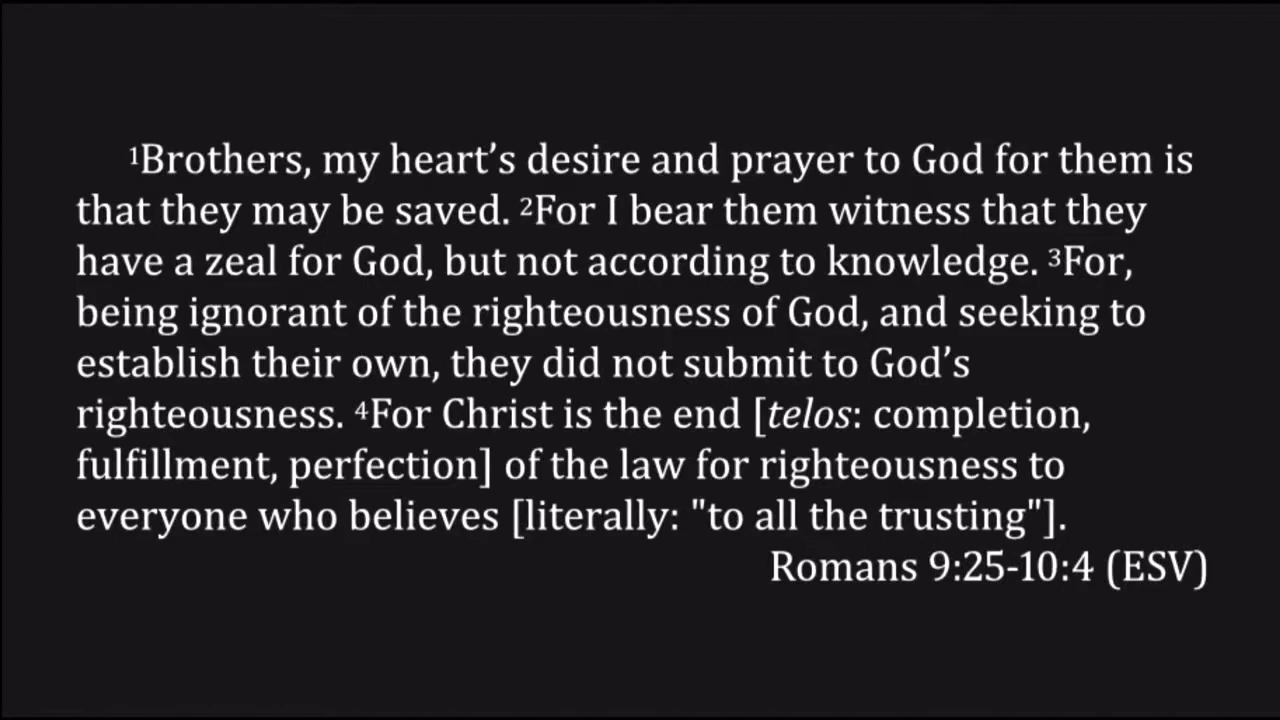 ¹Brothers, my heart’s desire and prayer to God for them is
that they may be saved. ²For I bear them witness that they
have a zeal for God, but not according to knowledge. ³For,
being ignorant of the righteousness of God, and seeking to
establish their own, they did not submit to God’s
righteousness. ⁴For Christ is the end [telos: completion,
fulfillment, perfection] of the law for righteousness to
everyone who believes [literally: "to all the trusting"].
Romans 9:25-10:4 (ESV)